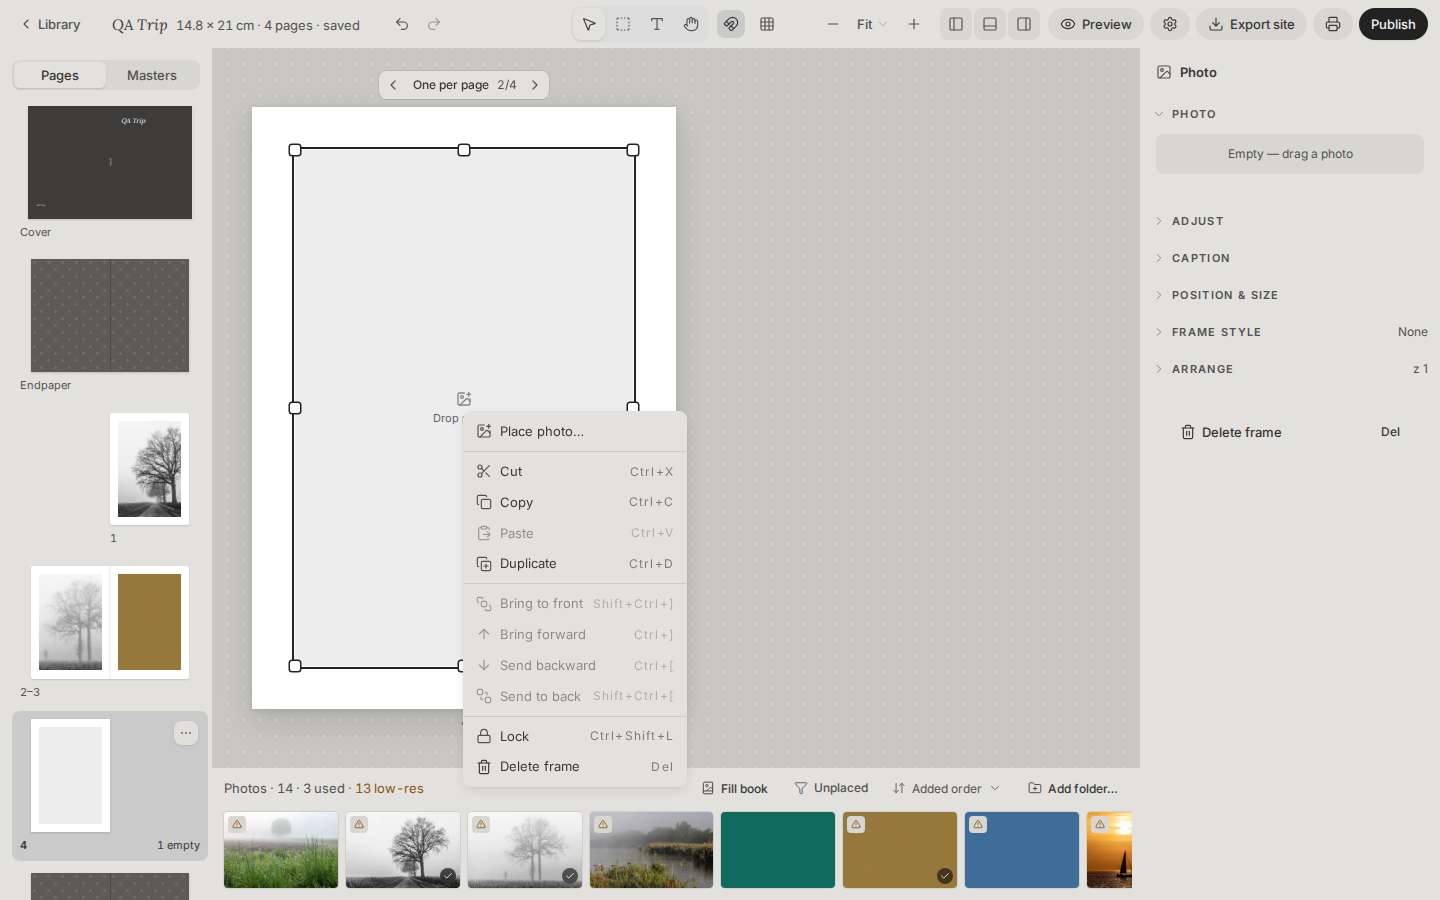 Library
QA Trip 14.8 × 21 cm · 4 pages · saved
Fit
Preview
Export site
Publish
Pages
Masters
QA Trip
Cover
Endpaper
1
2–3
4
1 empty
One per page 2/4
Drop
Place photo...
Cut Ctrl+X
Copy Ctrl+C
Paste Ctrl+V
Duplicate Ctrl+D
Bring to front Shift+Ctrl+]
Bring forward Ctrl+]
Send backward Ctrl+[
Send to back Shift+Ctrl+[
Lock Ctrl+Shift+L
Delete frame Del
Photos · 14 · 3 used · 13 low-res
Fill book
Unplaced
Added order
Add folder...
Photo
PHOTO
Empty — drag a photo
ADJUST
CAPTION
POSITION & SIZE
FRAME STYLE None
ARRANGE z 1
Delete frame Del